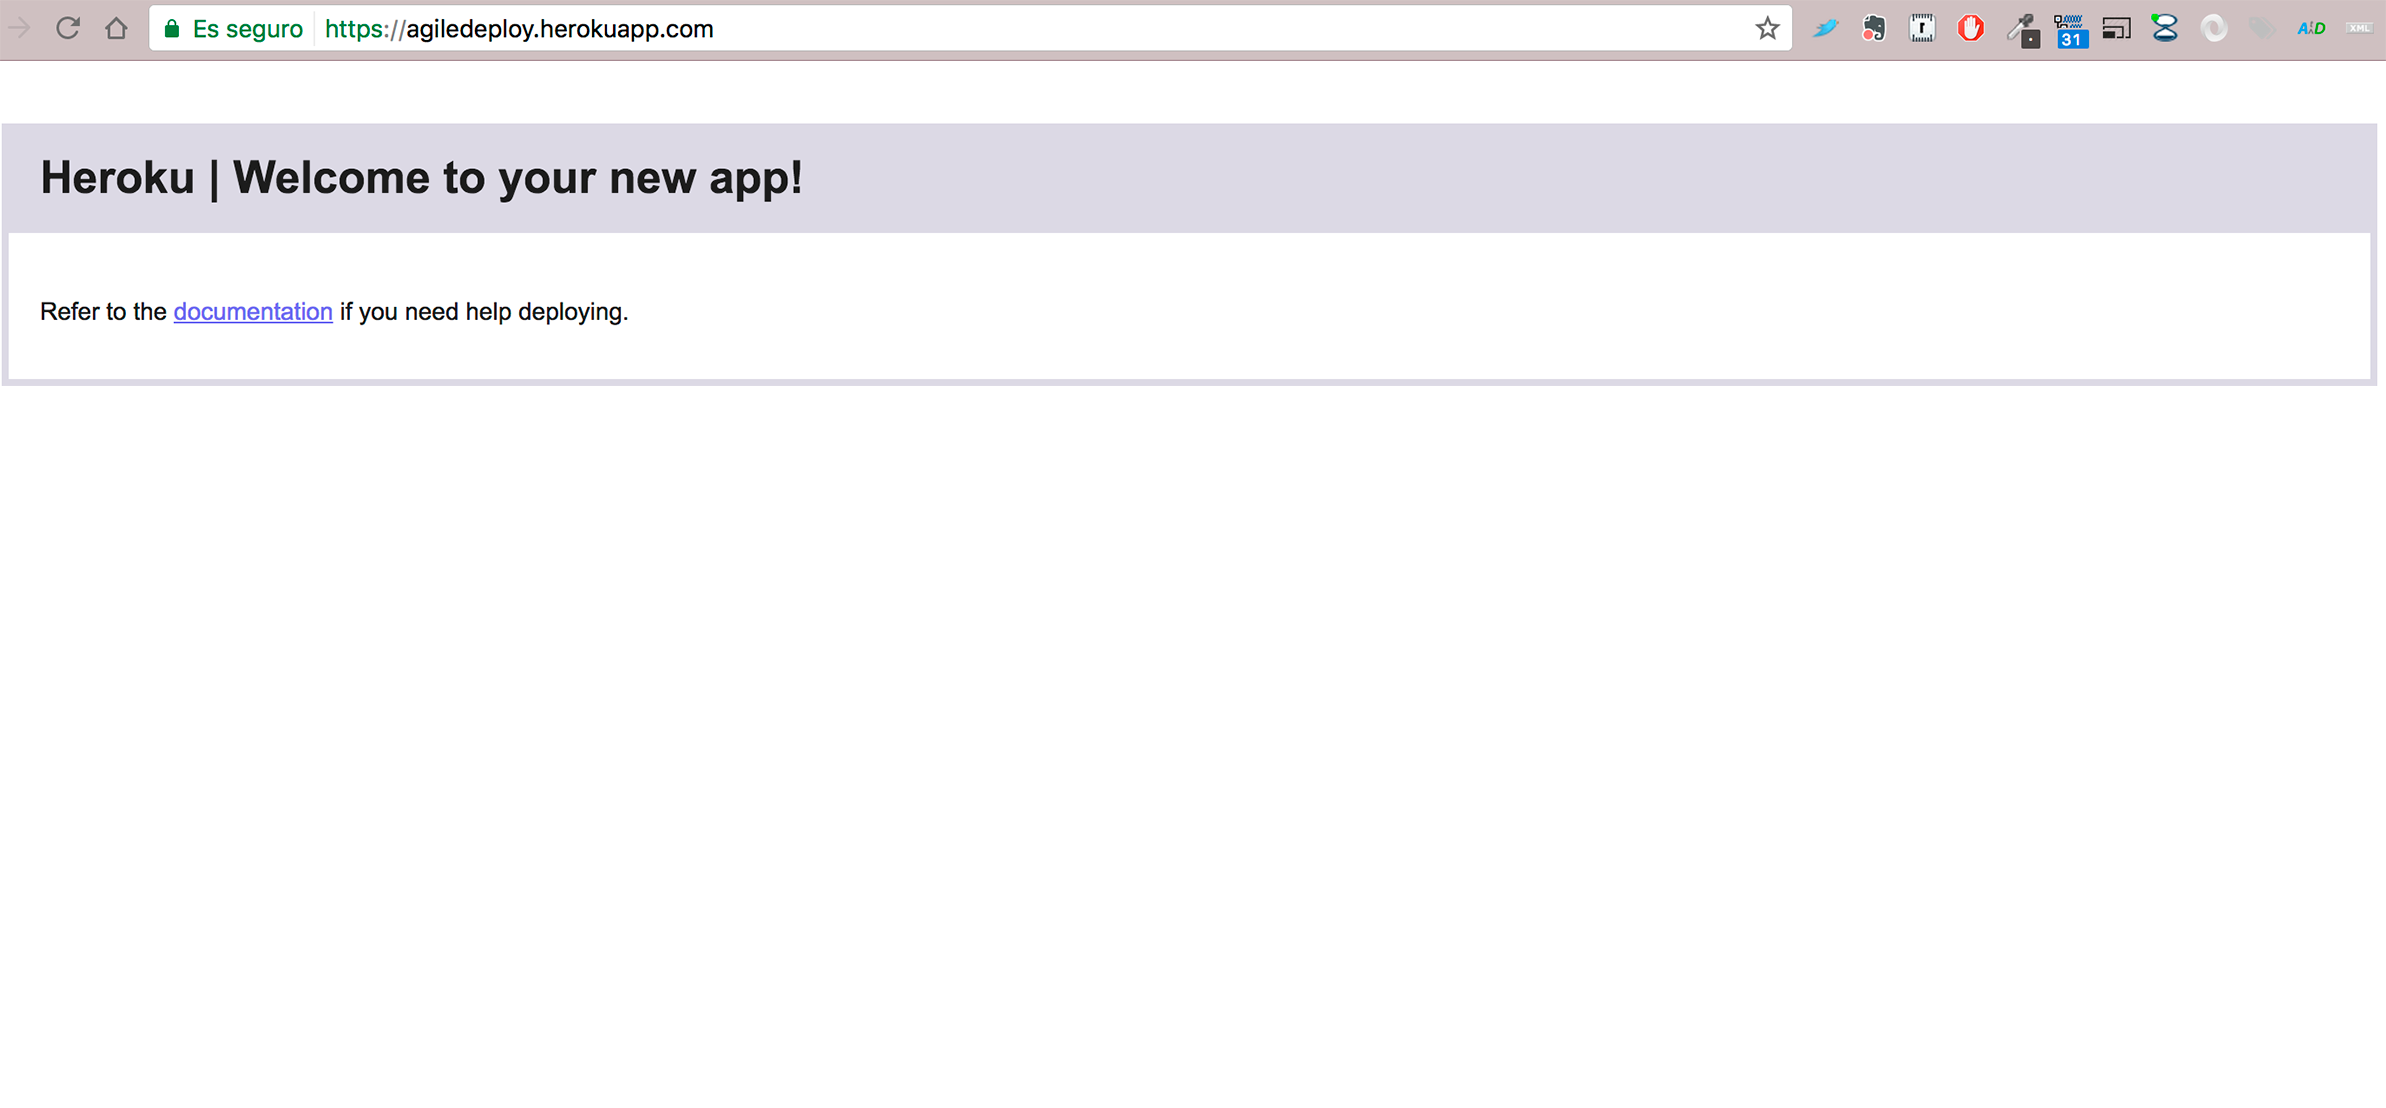 Es seguro https://agiledeploy.herokuapp.com
31
XML
Heroku | Welcome to your new app!
Refer to the documentation if you need help deploying.